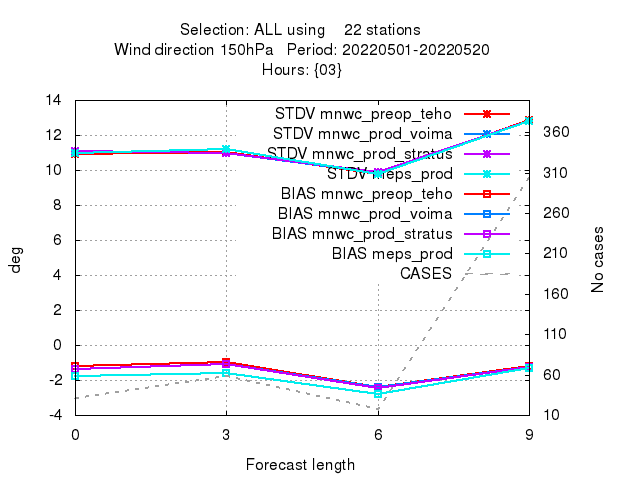 Selection: ALL using 22 stations
Wind direction 150hPa Period: 20220501-20220520
Hours: {03}
14
12
10
8
6
4
2
0
-2
-4
deg
STDV mnwc_preop_teho
STDV mnwc_prod_voima
STDV mnwc_prod_stratus
STDV meps_prod
BIAS mnwc_preop_teho
BIAS mnwc_prod_voima
BIAS mnwc_prod_stratus
BIAS meps_prod
CASES
360
310
260
210
160
110
60
10
No cases
0 3 6 9
Forecast length